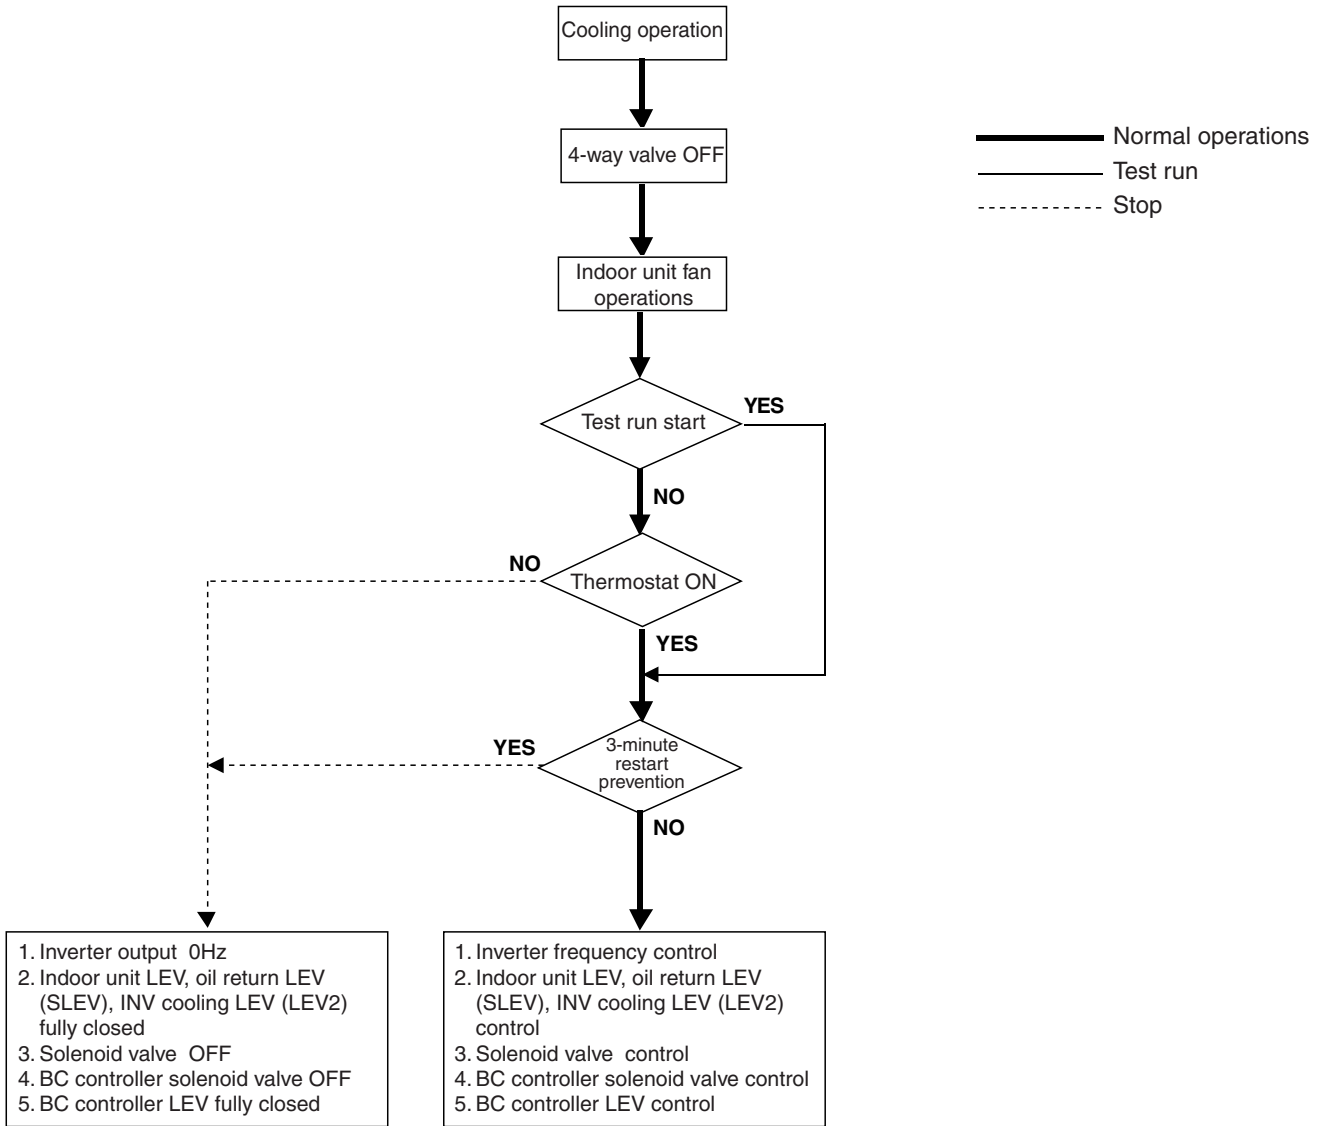 Cooling operation
4-way valve OFF
Normal operations
Test run
Stop
Indoor unit fan
operations
Test run start
YES
NO
NO
Thermostat ON
YES
YES
3-minute
restart
prevention
NO
1. Inverter output 0Hz
2. Indoor unit LEV, oil return LEV
(SLEV), INV cooling LEV (LEV2)
fully closed
3. Solenoid valve OFF
4. BC controller solenoid valve OFF
5. BC controller LEV fully closed
1. Inverter frequency control
2. Indoor unit LEV, oil return LEV
(SLEV), INV cooling LEV (LEV2)
control
3. Solenoid valve control
4. BC controller solenoid valve control
5. BC controller LEV control